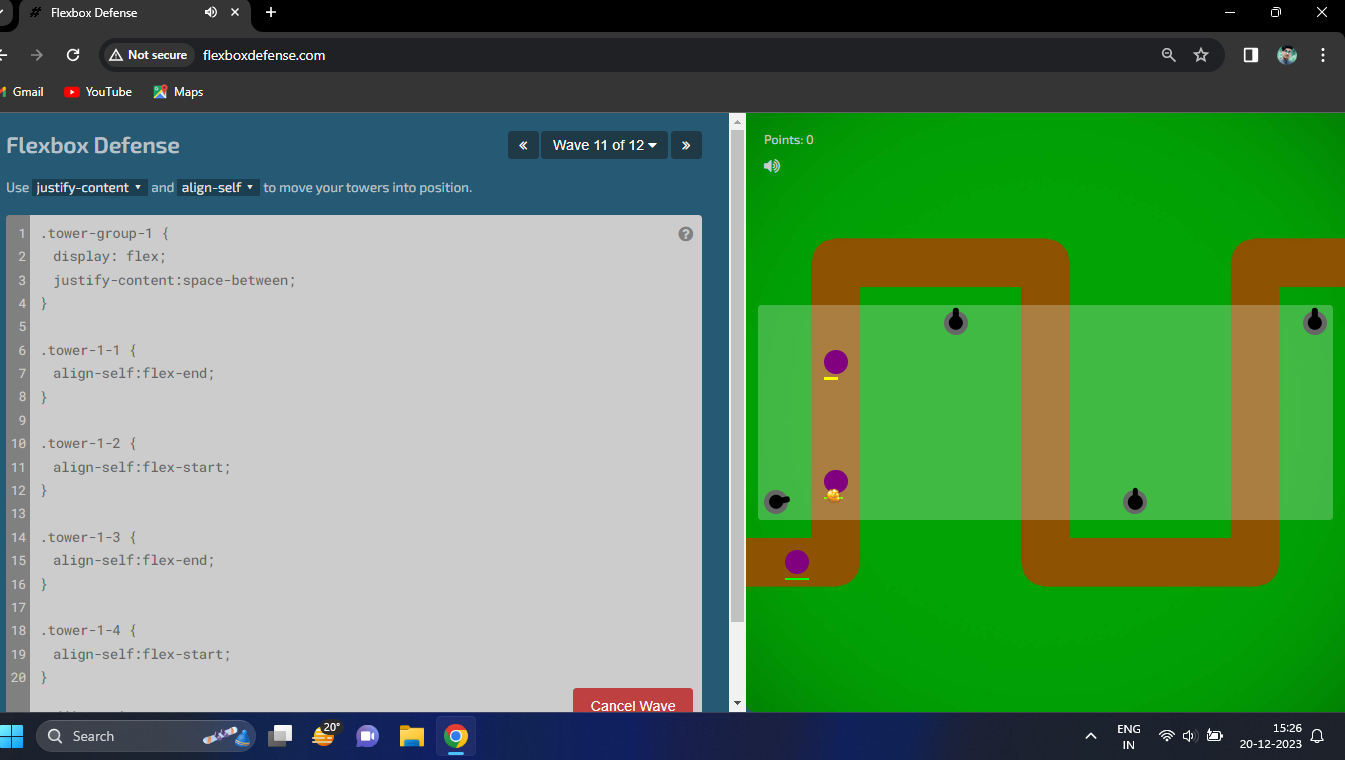 Flexbox Defense
Not secure flexboxdefense.com
Gmail YouTube Maps
Flexbox Defense
« Wave 11 of 12 »
Use justify-content and align-self to move your towers into position.
1 .tower-group-1 {
2 display: flex;
3 justify-content:space-between;
4 }
5
6 .tower-1-1 {
7 align-self:flex-end;
8 }
9
10 .tower-1-2 {
11 align-self:flex-start;
12 }
13
14 .tower-1-3 {
15 align-self:flex-end;
16 }
17
18 .tower-1-4 {
19 align-self:flex-start;
20 }
?
Cancel Wave
Points: 0
Search
20°
ENG
IN
15:26
20-12-2023